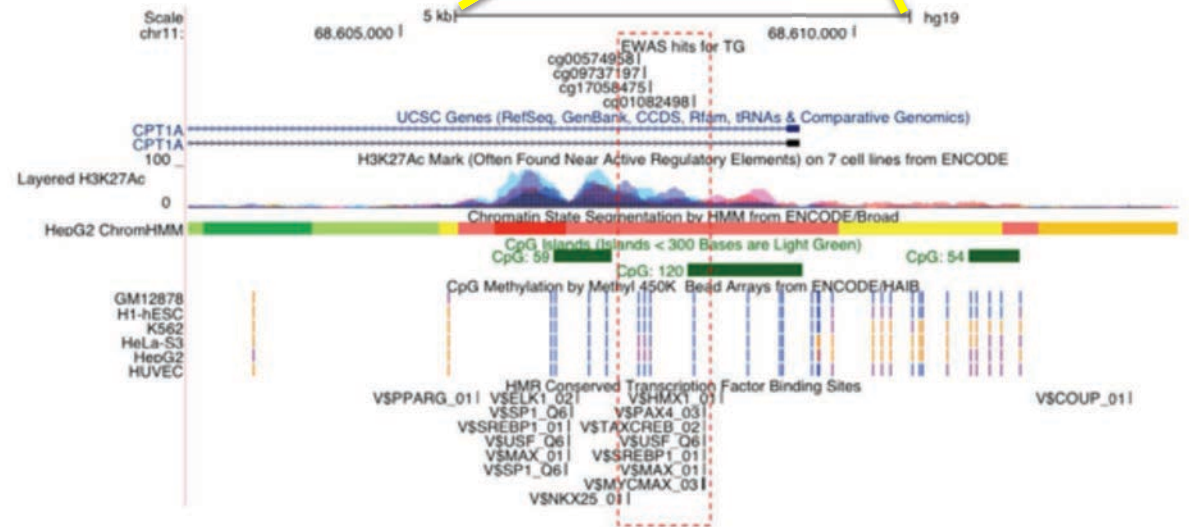 Scale 5 kb hg19
chr11: 68,605,000 68,610,000
EWAS hits for TG
cg00574958
cg09737197
cg17058475
cg01082498
UCSC Genes (RefSeq, GenBank, CCDS, Rfam, tRNAs & Comparative Genomics)
CPT1A
CPT1A
100 H3K27Ac Mark (Often Found Near Active Regulatory Elements) on 7 cell lines from ENCODE
Layered H3K27Ac
0
Chromatin State Segmentation by HMM from ENCODE/Broad
HepG2 ChromHMM
CpG Islands (Islands < 300 Bases are Light Green)
CpG: 59 CpG: 54
CpG: 120
CpG Methylation by Methyl 450K Bead Arrays from ENCODE/HAIB
GM12878
H1-hESC
K562
HeLa-S3
HepG2
HUVEC
HMR Conserved Transcription Factor Binding Sites
V$PPARG_01 V$ELK1_02 V$HMX1_01 V$COUP_01
V$SP1_Q6 V$PAX4_03
V$SREBP1_01 V$TAXCREB_02
V$USF_Q6 V$USF_Q6
V$MAX_01 V$SREBP1_01
V$SP1_Q6 V$MAX_01
V$MYCMAX_03
V$NKX25_01